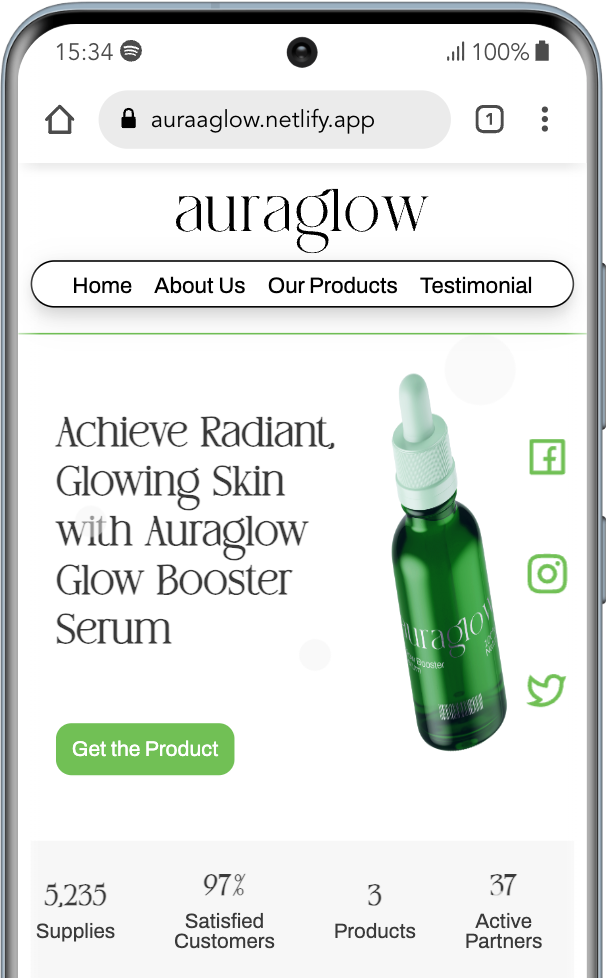 15:34
100%
auraaglow.netlify.app
1
auraglow
Home About Us Our Products Testimonial
Achieve Radiant,
Glowing Skin
with Auraglow
Glow Booster
Serum
auraglow
Booster
Get the Product
5,235 97% 3 37
Supplies Satisfied Customers Products Active Partners